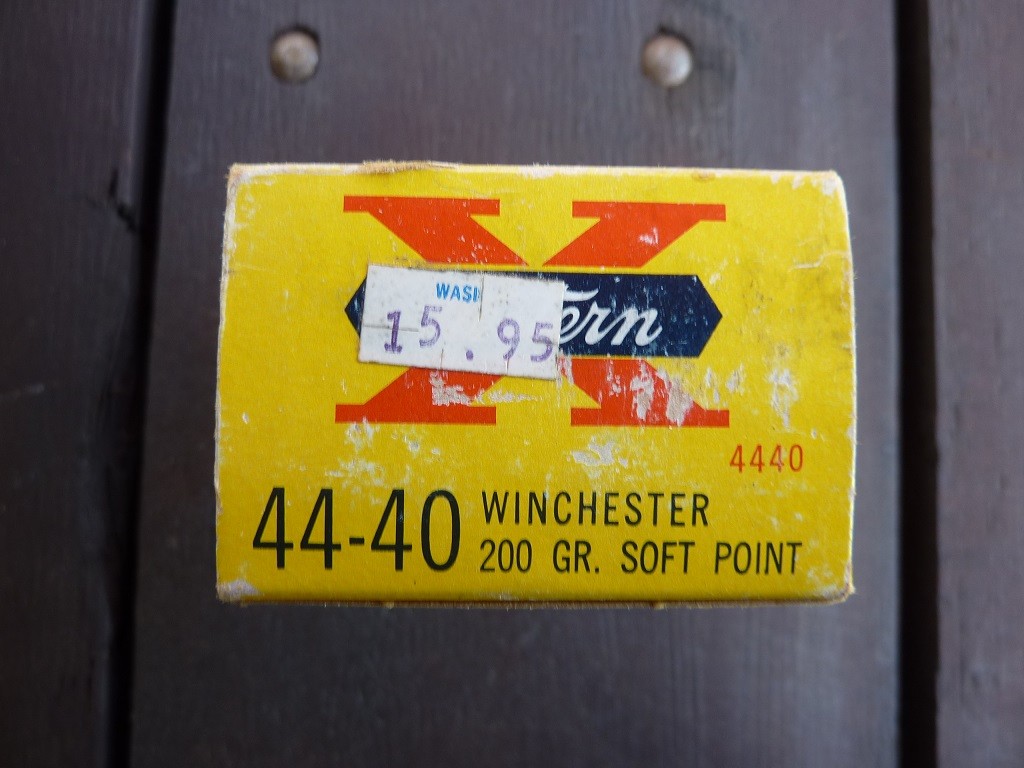 X
tern
WASH
15.95
4440
44-40 WINCHESTER
200 GR. SOFT POINT